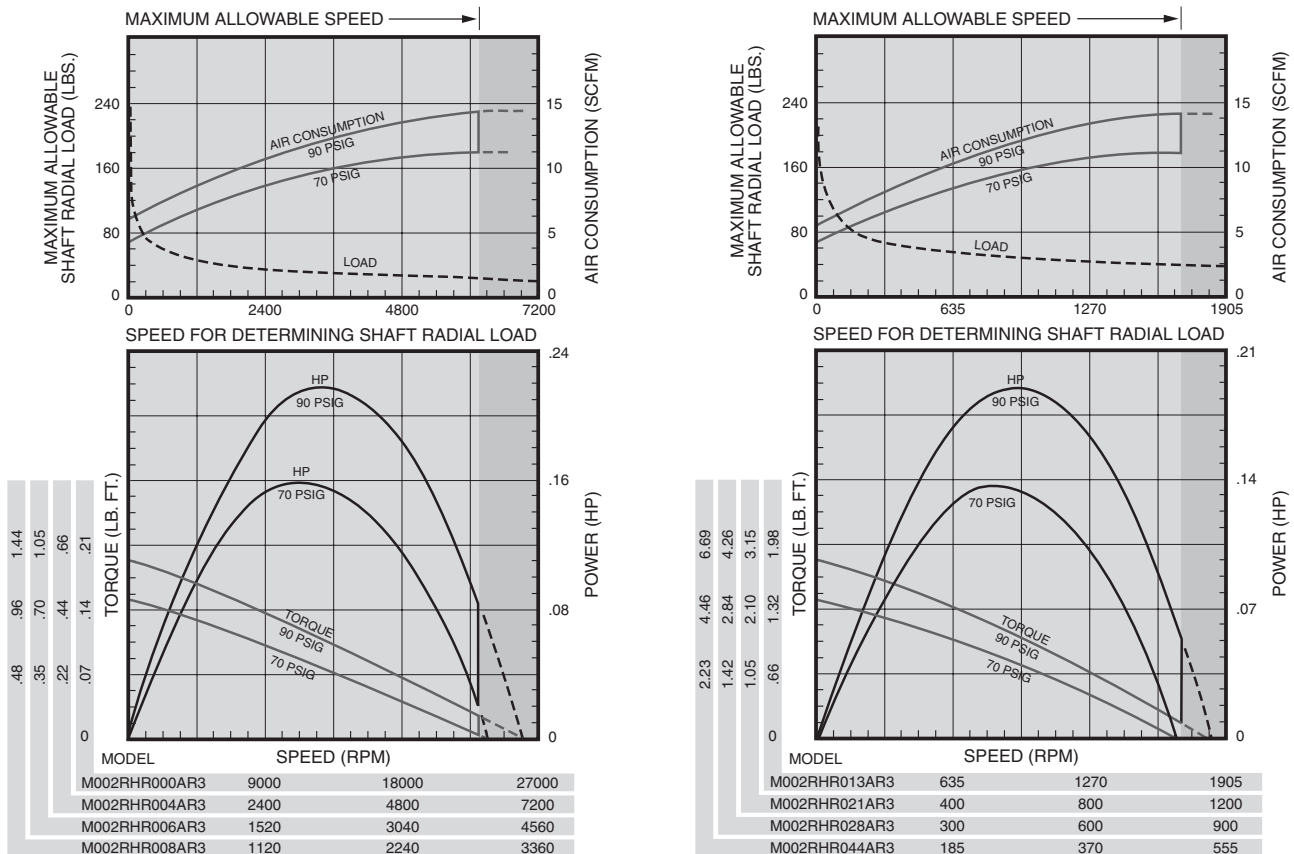 MAXIMUM ALLOWABLE SPEED
MAXIMUM ALLOWABLE
SHAFT RADIAL LOAD (LBS.)
240
160
80
0
AIR CONSUMPTION
90 PSIG
70 PSIG
LOAD
15
10
5
0
AIR CONSUMPTION (SCFM)
0 2400 4800 7200
SPEED FOR DETERMINING SHAFT RADIAL LOAD
HP
90 PSIG
HP
70 PSIG
TORQUE
90 PSIG
70 PSIG
.24
.16
.08
0
POWER (HP)
TORQUE (LB. FT.)
1.44 1.05 .66 .21
.96 .70 .44 .14
.48 .35 .22 .07
0
MODEL SPEED (RPM)
M002RHR000AR3 9000 18000 27000
M002RHR004AR3 2400 4800 7200
M002RHR006AR3 1520 3040 4560
M002RHR008AR3 1120 2240 3360
MAXIMUM ALLOWABLE SPEED
MAXIMUM ALLOWABLE
SHAFT RADIAL LOAD (LBS.)
240
160
80
0
AIR CONSUMPTION
90 PSIG
70 PSIG
LOAD
15
10
5
0
AIR CONSUMPTION (SCFM)
0 635 1270 1905
SPEED FOR DETERMINING SHAFT RADIAL LOAD
HP
90 PSIG
70 PSIG
TORQUE
90 PSIG
70 PSIG
.21
.14
.07
0
POWER (HP)
TORQUE (LB. FT.)
6.69 4.26 3.15 1.98
4.46 2.84 2.10 1.32
2.23 1.42 1.05 .66
0
MODEL SPEED (RPM)
M002RHR013AR3 635 1270 1905
M002RHR021AR3 400 800 1200
M002RHR028AR3 300 600 900
M002RHR044AR3 185 370 555